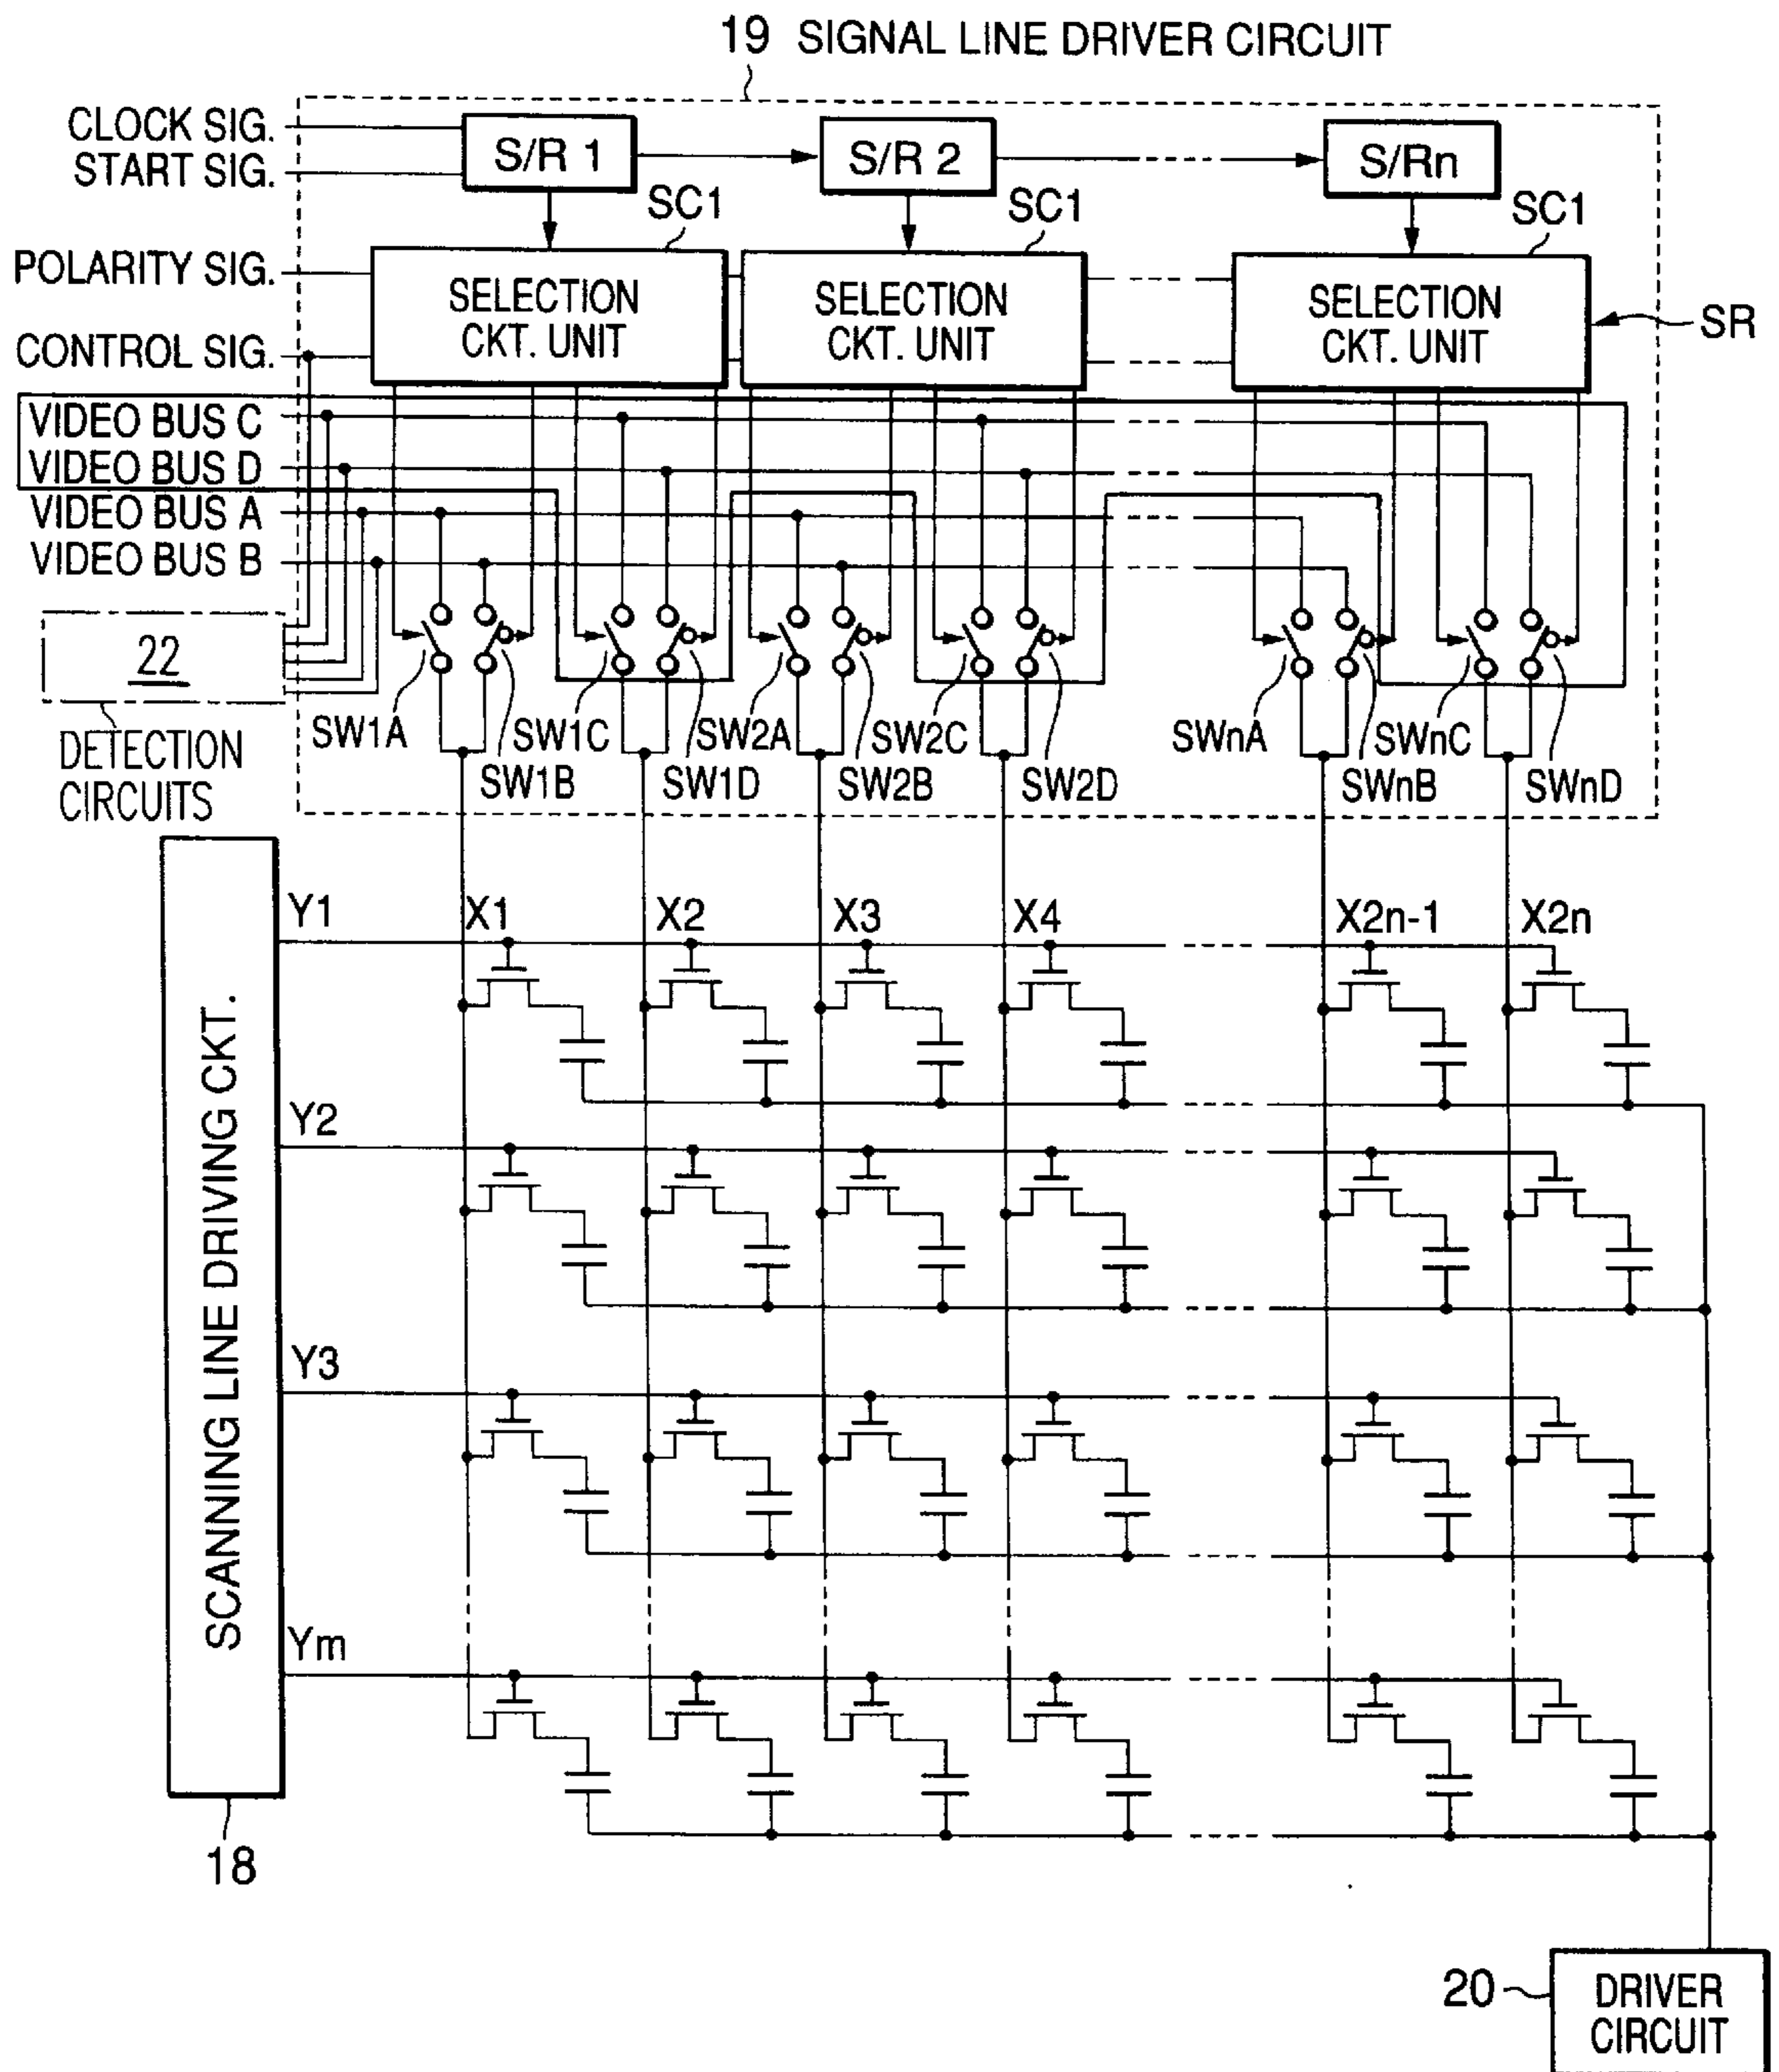 19 SIGNAL LINE DRIVER CIRCUIT
CLOCK SIG.
START SIG.
S/R 1
S/R 2
S/Rn
SC1
SC1
SC1
POLARITY SIG.
CONTROL SIG.
SELECTION
CKT. UNIT
SELECTION
CKT. UNIT
SELECTION
CKT. UNIT
SR
VIDEO BUS C
VIDEO BUS D
VIDEO BUS A
VIDEO BUS B
22
DETECTION
CIRCUITS
SW1A
SW1B
SW1C
SW1D
SW2A
SW2B
SW2C
SW2D
SWnA
SWnB
SWnC
SWnD
Y1
X1
X2
X3
X4
X2n-1
X2n
Y2
Y3
Ym
SCANNING LINE DRIVING CKT.
18
20
DRIVER
CIRCUIT